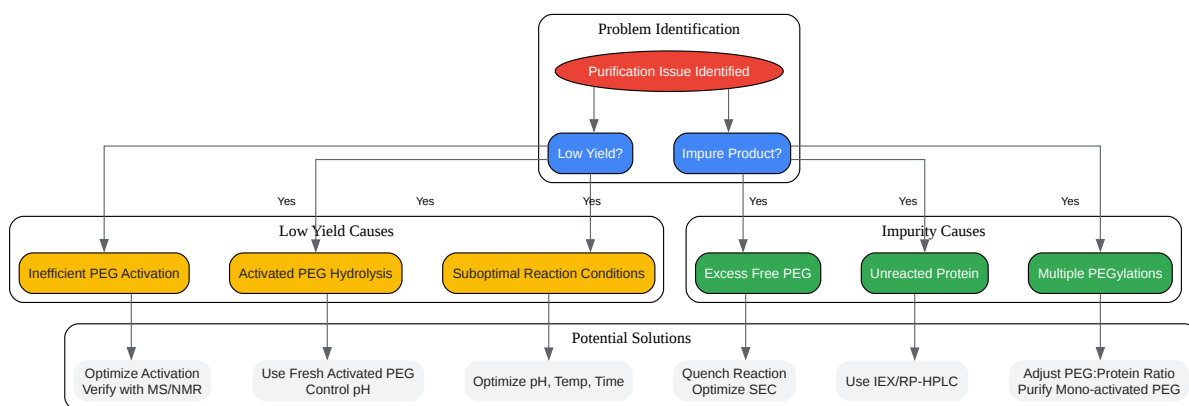 Problem Identification
Purification Issue Identified
Low Yield?
Impure Product?
Yes
Yes
Yes
Yes
Yes
Yes
Low Yield Causes
Impurity Causes
Inefficient PEG Activation
Activated PEG Hydrolysis
Suboptimal Reaction Conditions
Excess Free PEG
Unreacted Protein
Multiple PEGylations
Potential Solutions
Optimize Activation
Verify with MS/NMR
Use Fresh Activated PEG
Control pH
Optimize pH, Temp, Time
Quench Reaction
Optimize SEC
Use IEX/RP-HPLC
Adjust PEG:Protein Ratio
Purify Mono-activated PEG